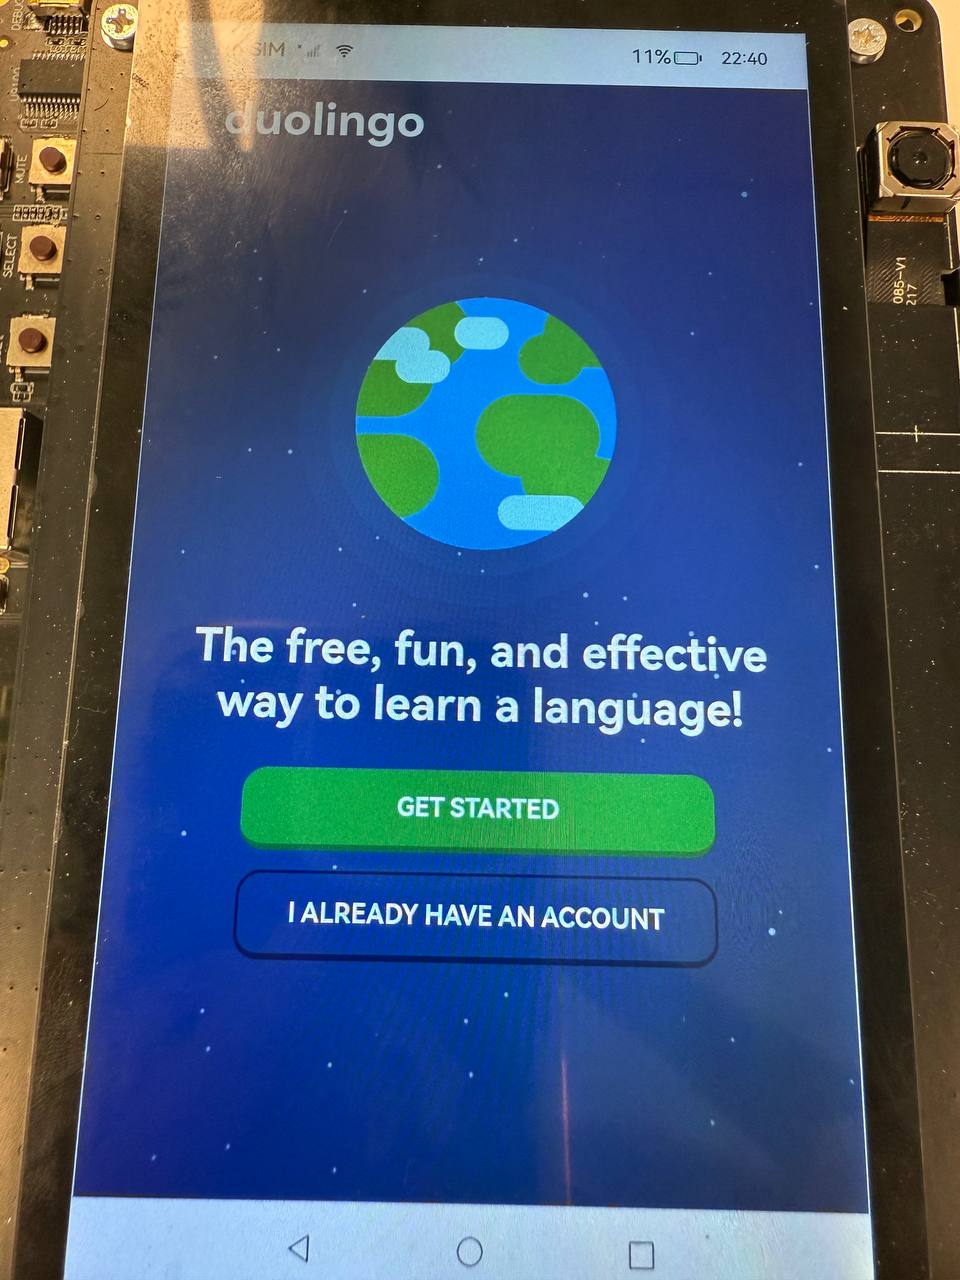 SIM
11% 22:40
duolingo
The free, fun, and effective
way to learn a language!
GET STARTED
I ALREADY HAVE AN ACCOUNT
MUTE
SELECT
085-V1
217